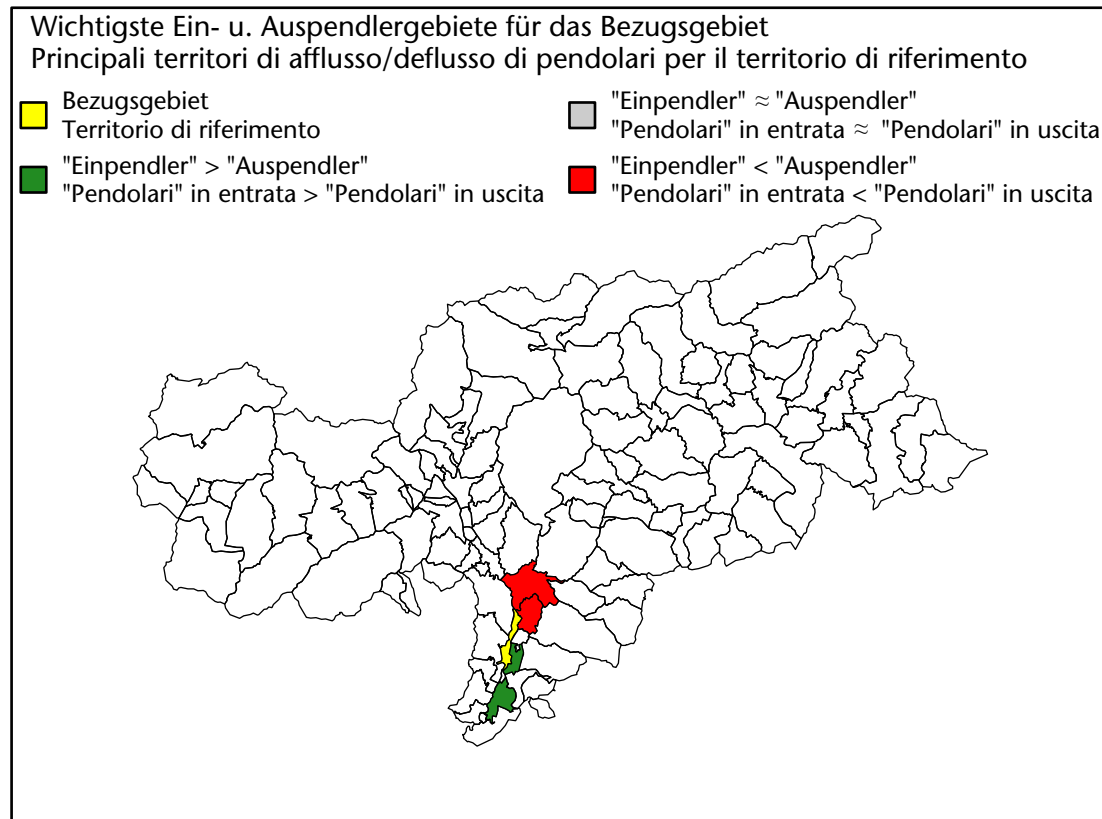 Wichtigste Ein- u. Auspendlergebiete für das Bezugsgebiet
Principali territori di afflusso/deflusso di pendolari per il territorio di riferimento
Bezugsgebiet
Territorio di riferimento
"Einpendler" > "Auspendler"
"Pendolari" in entrata > "Pendolari" in uscita
"Einpendler" ≈ "Auspendler"
"Pendolari" in entrata ≈ "Pendolari" in uscita
"Einpendler" < "Auspendler"
"Pendolari" in entrata < "Pendolari" in uscita